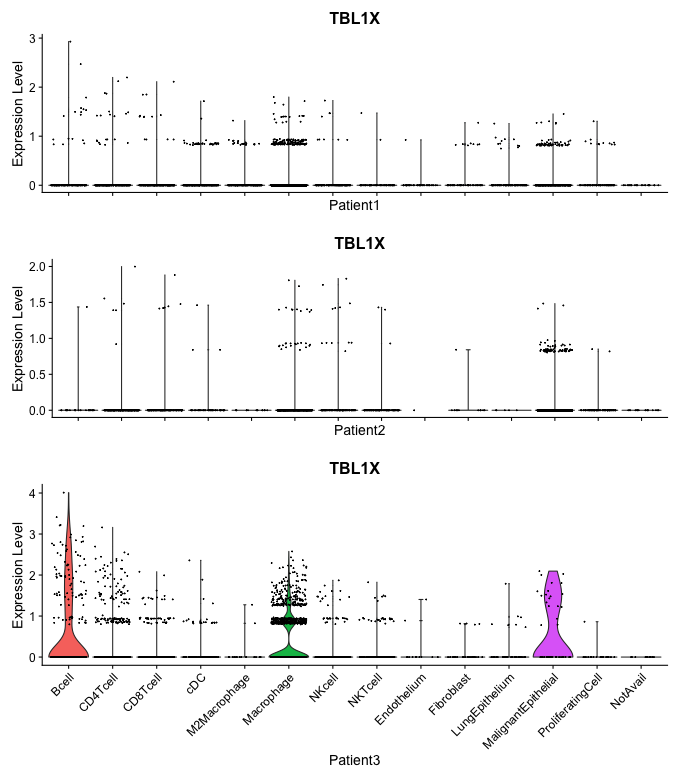 TBL1X
Expression Level
3
2
1
0
Patient1
TBL1X
Expression Level
2.0
1.5
1.0
0.5
0.0
Patient2
TBL1X
Expression Level
4
3
2
1
0
Bcell
CD4Tcell
CD8Tcell
cDC
M2Macrophage
Macrophage
NKcell
NKTcell
Endothelium
Fibroblast
LungEpithelium
MalignantEpithelial
ProliferatingCell
NotAvail
Patient3